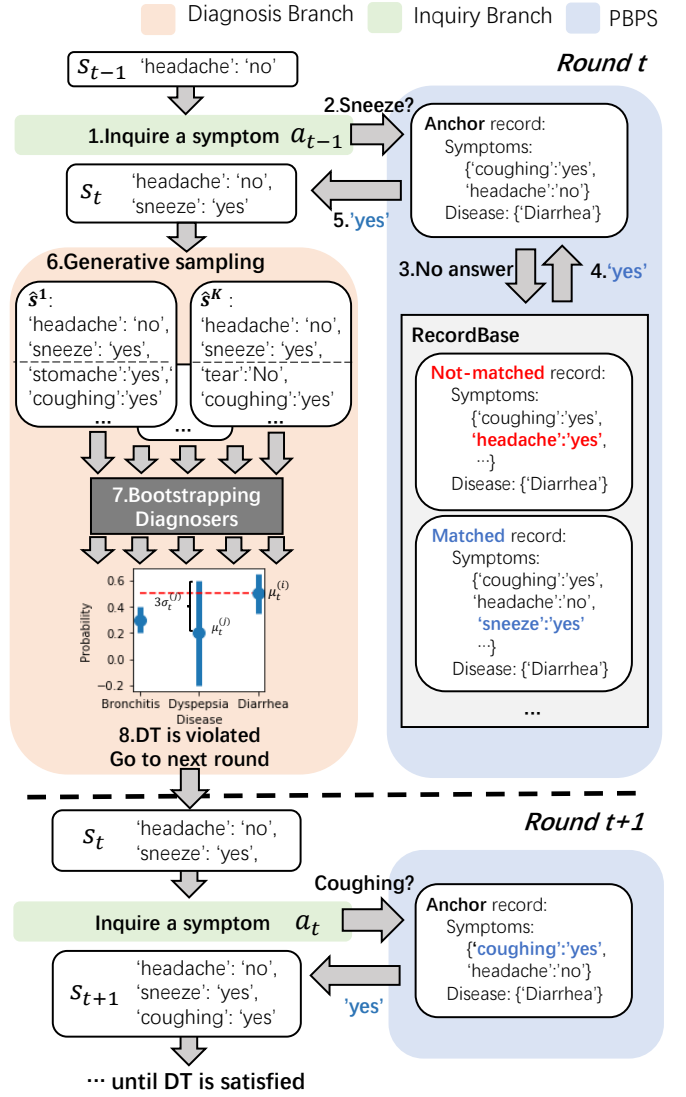 Diagnosis Branch
Inquiry Branch
PBPS
Round t
s_{t-1} 'headache': 'no'
1.Inquire a symptom a_{t-1}
2.Sneeze?
Anchor record:
Symptoms:
{'coughing':'yes',
'headache':'no'}
Disease: {'Diarrhea'}
s_t 'headache': 'no',
'sneeze': 'yes'
5.'yes'
3.No answer
4.'yes'
6.Generative sampling
ŝ^1:
'headache': 'no',
'sneeze': 'yes',
'stomache':'yes','
'coughing':'yes'
...
ŝ^K :
'headache': 'no',
'sneeze': 'yes',
'tear':'No',
'coughing':'yes'
...
...
7.Bootstrapping
Diagnosers
RecordBase
Not-matched record:
Symptoms:
{'coughing':'yes',
'headache':'yes',
...}
Disease: {'Diarrhea'}
Matched record:
Symptoms:
{'coughing':'yes',
'headache':'no',
'sneeze':'yes'
...}
Disease: {'Diarrhea'}
...
Probability
0.6
0.4
0.2
0.0
−0.2
3σ_t^{(j)}
μ_t^{(j)}
μ_t^{(i)}
Bronchitis Dyspepsia Diarrhea
Disease
8.DT is violated
Go to next round
Round t+1
s_t 'headache': 'no',
'sneeze': 'yes',
Inquire a symptom a_t
Coughing?
Anchor record:
Symptoms:
{'coughing':'yes',
'headache':'no'}
Disease: {'Diarrhea'}
s_{t+1} 'headache': 'no',
'sneeze': 'yes',
'coughing': 'yes'
'yes'
... until DT is satisfied